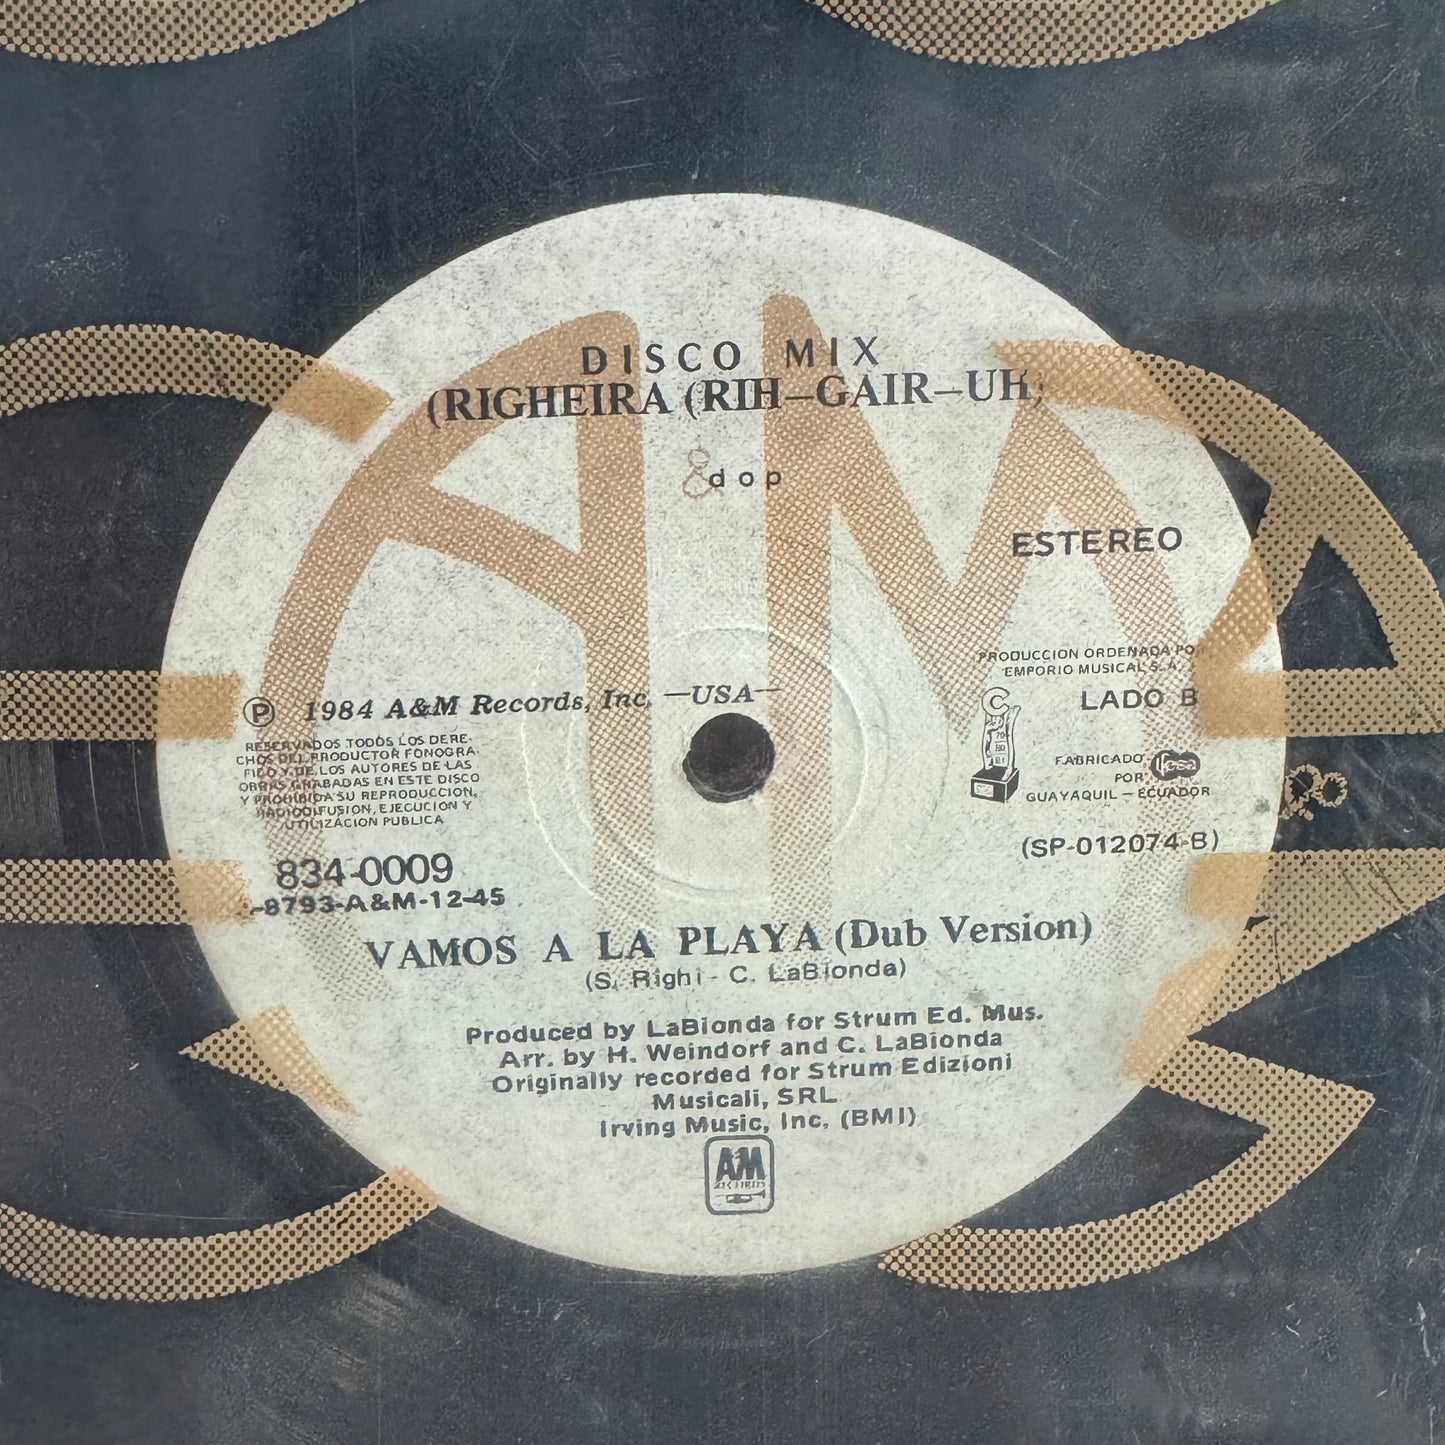 DISCO MIX
(RIGHEIRA (RIH-GAIR-UH)
dop
ESTEREO
PRODUCCION ORDENADA PO
EMPORIO MUSICAL S.A.
LADO B
Ⓟ 1984 A&M Records, Inc. —USA—
RESERVADOS TODOS LOS DERE-
CHOS DEL PRODUCTOR FONOGRA-
FICO Y DE LOS AUTORES DE LAS
OBRAS GRABADAS EN ESTE DISCO
Y PROHIBIDA SU REPRODUCCION,
RADIODIFUSION, EJECUCION Y
UTILIZACION PUBLICA
FABRICADO
POR: ifesa
GUAYAQUIL - ECUADOR
(SP-012074-B)
834-0009
-8793-A&M-12-45
VAMOS A LA PLAYA (Dub Version)
(S. Righi - C. LaBionda)
Produced by LaBionda for Strum Ed. Mus.
Arr. by H. Weindorf and C. LaBionda
Originally recorded for Strum Edizioni
Musicali, SRL
Irving Music, Inc. (BMI)
A&M
RECORDS